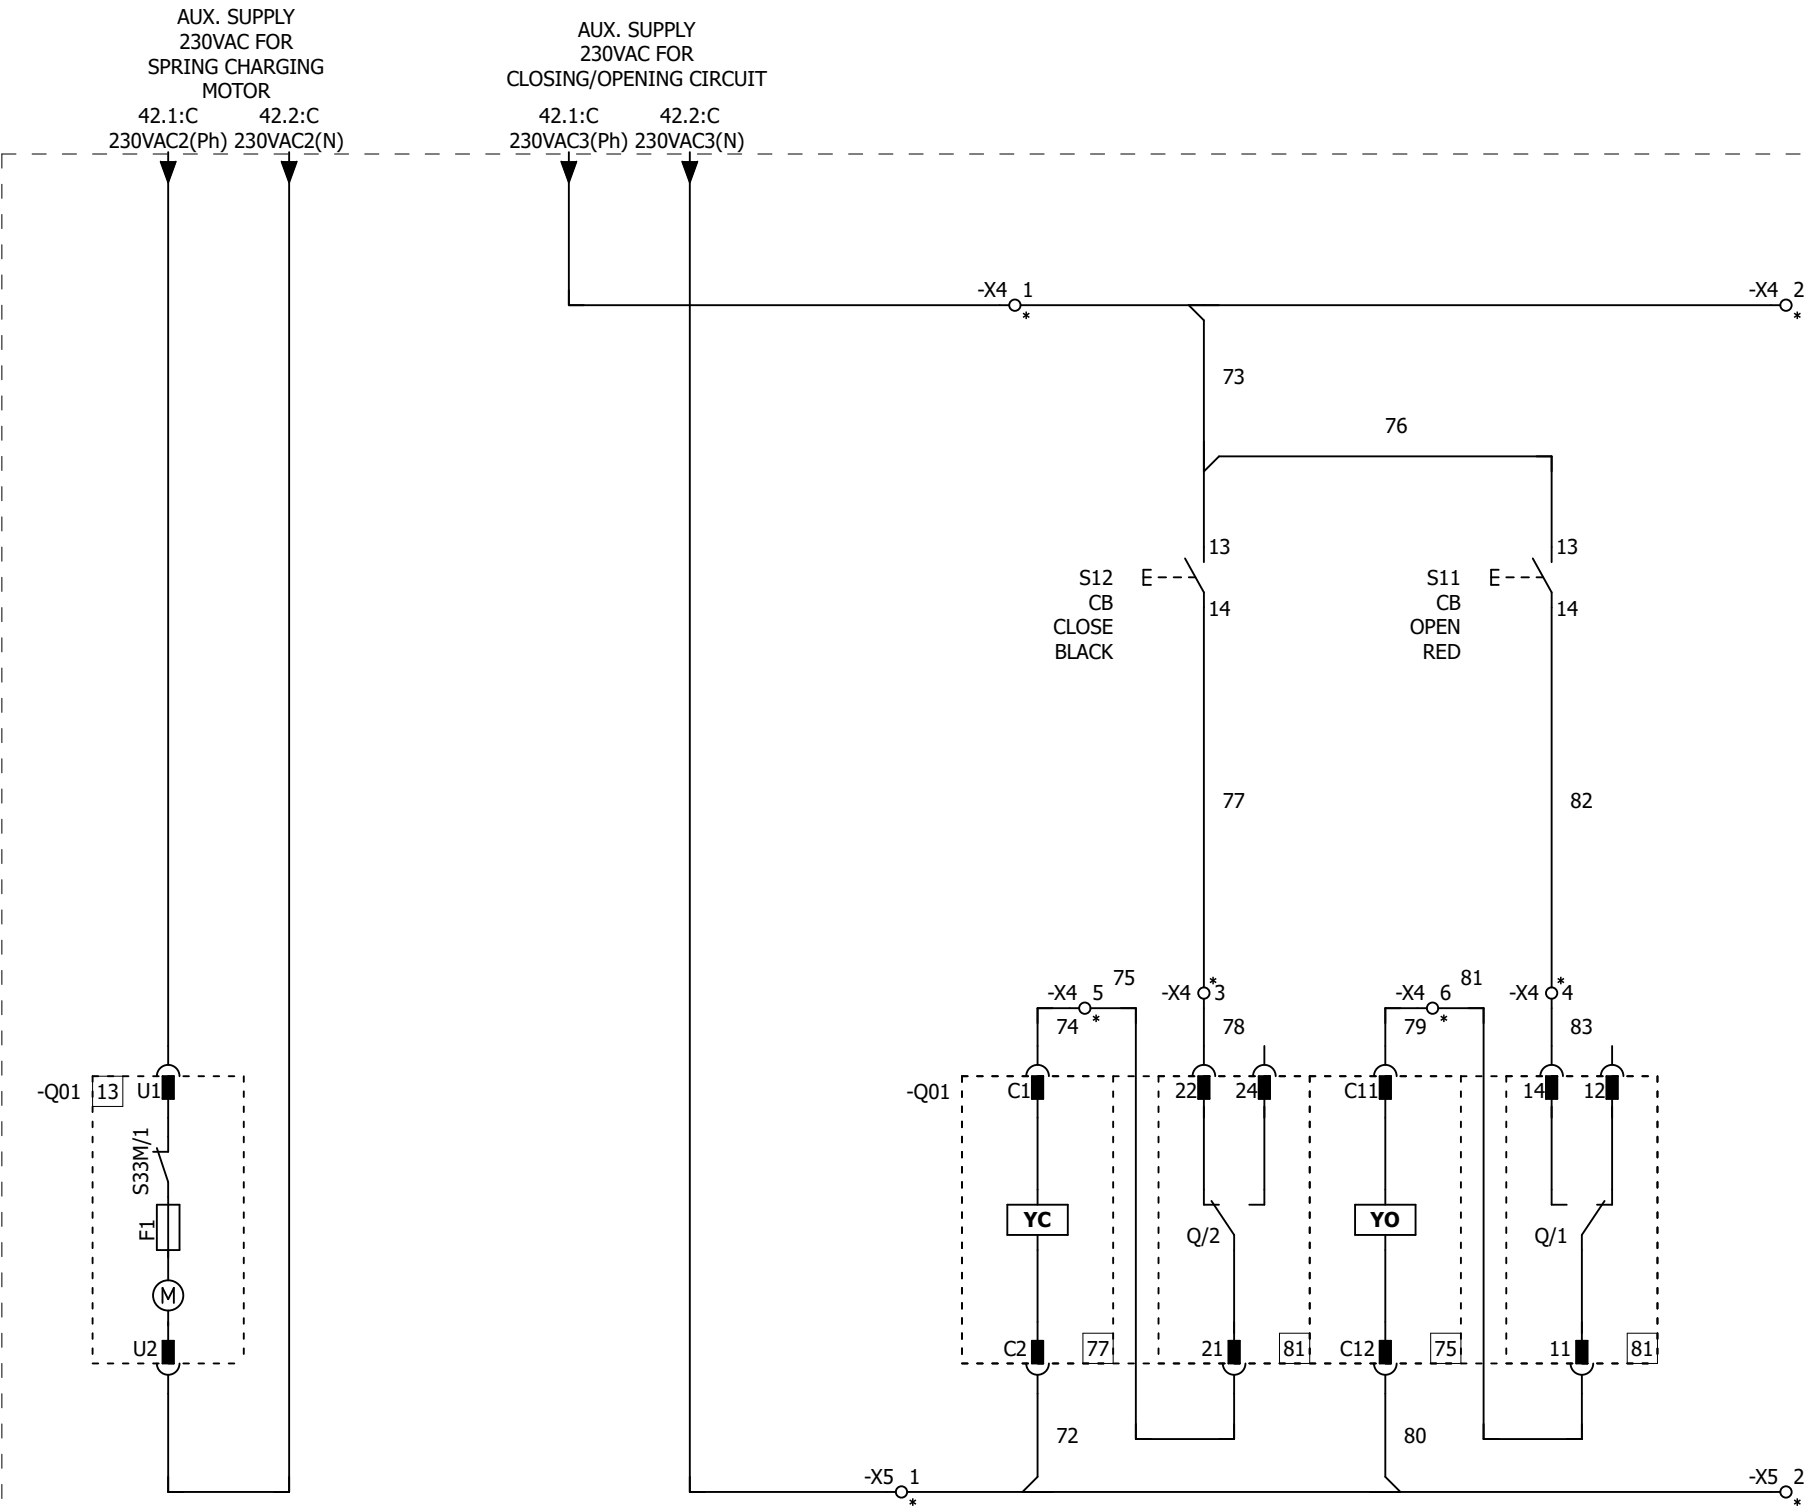 AUX. SUPPLY
230VAC FOR
SPRING CHARGING
MOTOR
42.1:C 42.2:C
230VAC2(Ph) 230VAC2(N)
AUX. SUPPLY
230VAC FOR
CLOSING/OPENING CIRCUIT
42.1:C 42.2:C
230VAC3(Ph) 230VAC3(N)
-X4 1
*
-X4 2
*
73
76
13
S12
CB
CLOSE
BLACK
E
14
13
S11
CB
OPEN
RED
E
14
77
82
-X4 5
*
75
74
-X4 3
*
78
-X4 6
*
81
79
-X4 4
*
83
-Q01 13 U1
S33M/1
F1
M
U2
-Q01 C1 22 24 C11 14 12
YC
Q/2
YO
Q/1
C2 77 21 81 C12 75 11 81
72
80
-X5 1
*
-X5 2
*